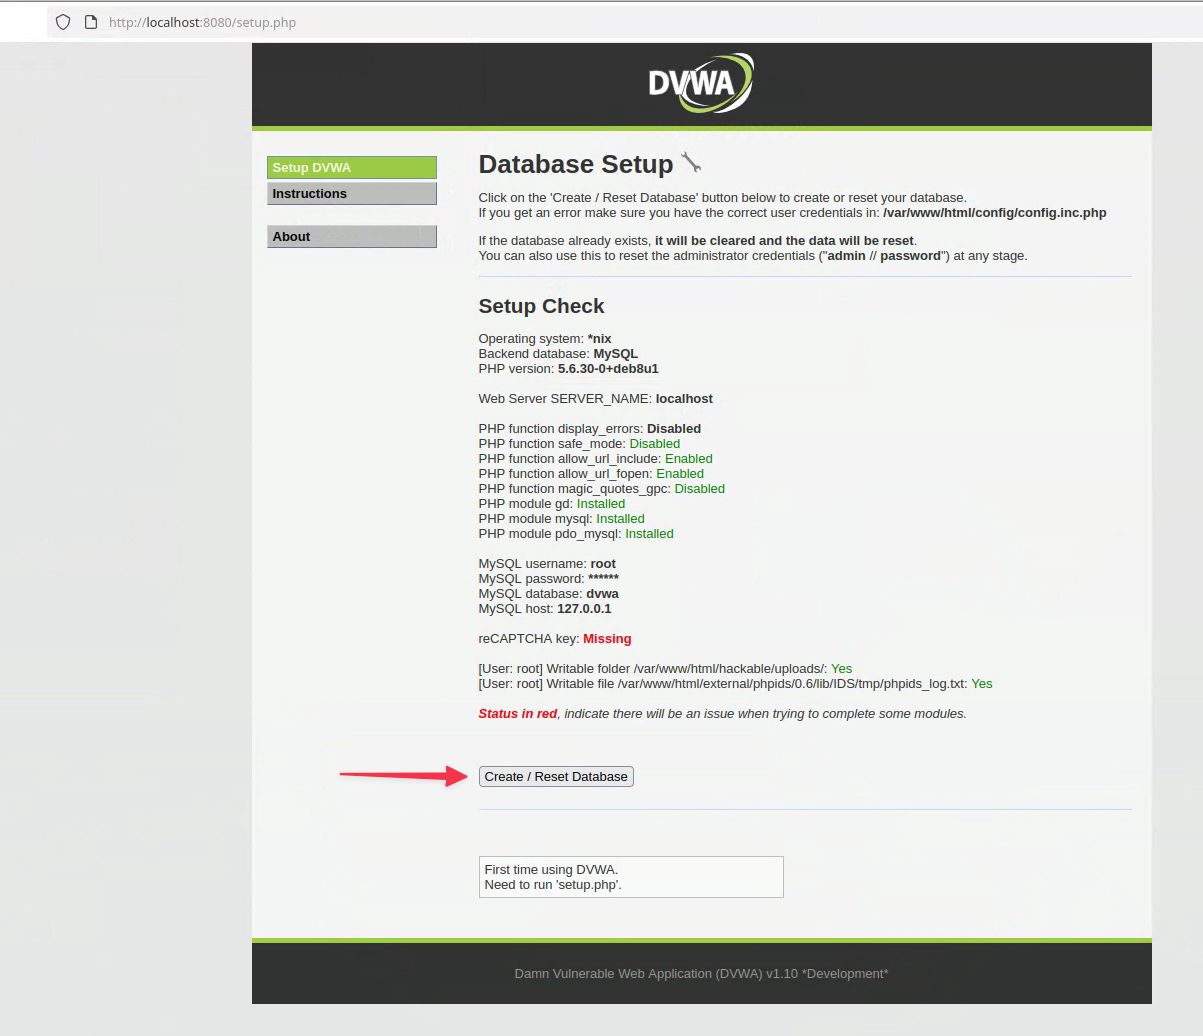 http://localhost:8080/setup.php
DVWA
Setup DVWA
Instructions
About
Database Setup
Click on the 'Create / Reset Database' button below to create or reset your database.
If you get an error make sure you have the correct user credentials in: /var/www/html/config/config.inc.php
If the database already exists, it will be cleared and the data will be reset.
You can also use this to reset the administrator credentials ("admin // password") at any stage.
Setup Check
Operating system: *nix
Backend database: MySQL
PHP version: 5.6.30-0+deb8u1
Web Server SERVER_NAME: localhost
PHP function display_errors: Disabled
PHP function safe_mode: Disabled
PHP function allow_url_include: Enabled
PHP function allow_url_fopen: Enabled
PHP function magic_quotes_gpc: Disabled
PHP module gd: Installed
PHP module mysql: Installed
PHP module pdo_mysql: Installed
MySQL username: root
MySQL password: ******
MySQL database: dvwa
MySQL host: 127.0.0.1
reCAPTCHA key: Missing
[User: root] Writable folder /var/www/html/hackable/uploads/: Yes
[User: root] Writable file /var/www/html/external/phpids/0.6/lib/IDS/tmp/phpids_log.txt: Yes
Status in red, indicate there will be an issue when trying to complete some modules.
Create / Reset Database
First time using DVWA.
Need to run 'setup.php'.
Damn Vulnerable Web Application (DVWA) v1.10 *Development*